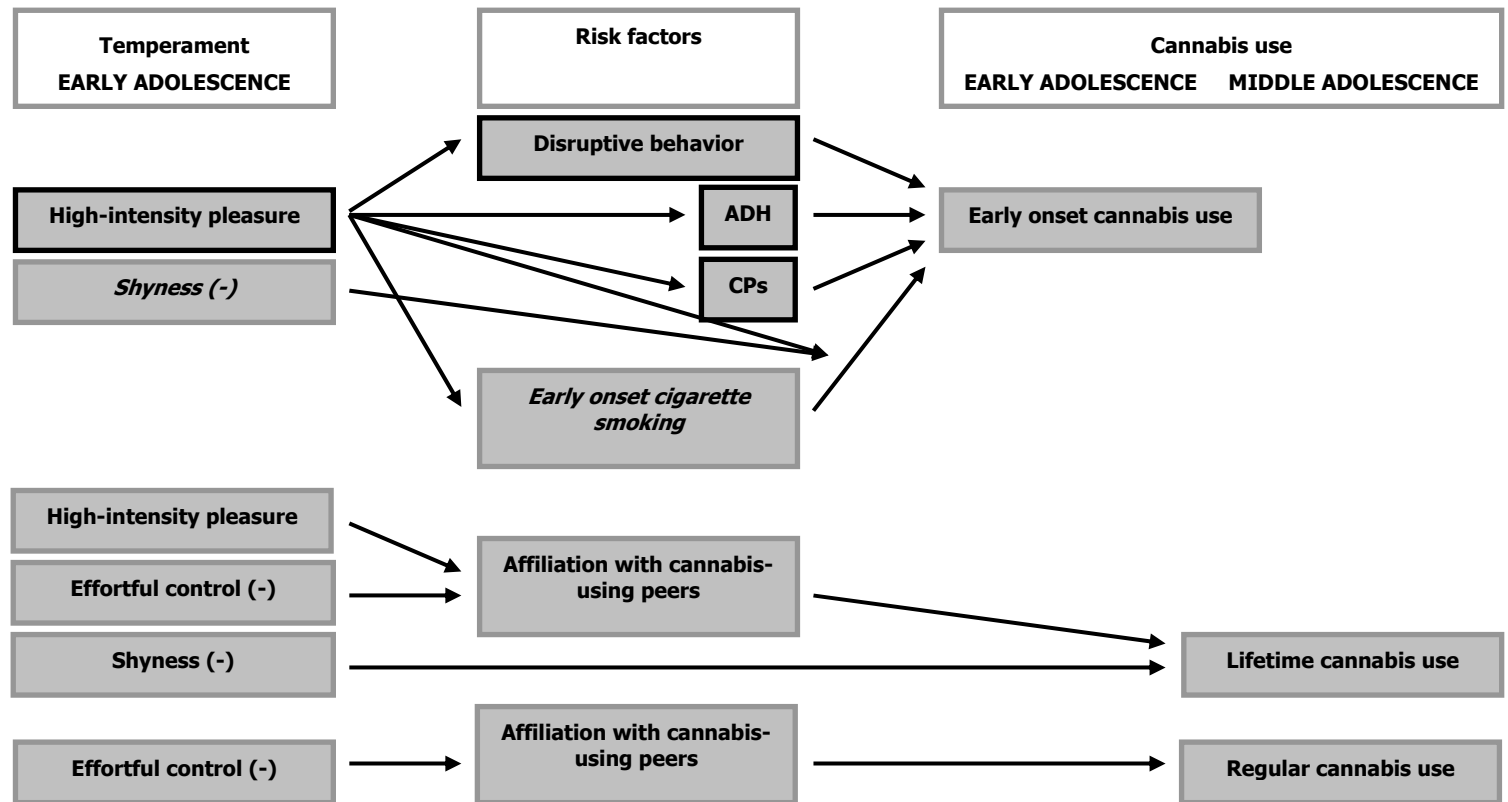 Temperament
EARLY ADOLESCENCE
Risk factors
Cannabis use
EARLY ADOLESCENCE MIDDLE ADOLESCENCE
Disruptive behavior
High-intensity pleasure
ADH
Early onset cannabis use
Shyness (-)
CPs
Early onset cigarette
smoking
High-intensity pleasure
Affiliation with cannabis-
using peers
Effortful control (-)
Shyness (-)
Lifetime cannabis use
Affiliation with cannabis-
using peers
Effortful control (-)
Regular cannabis use